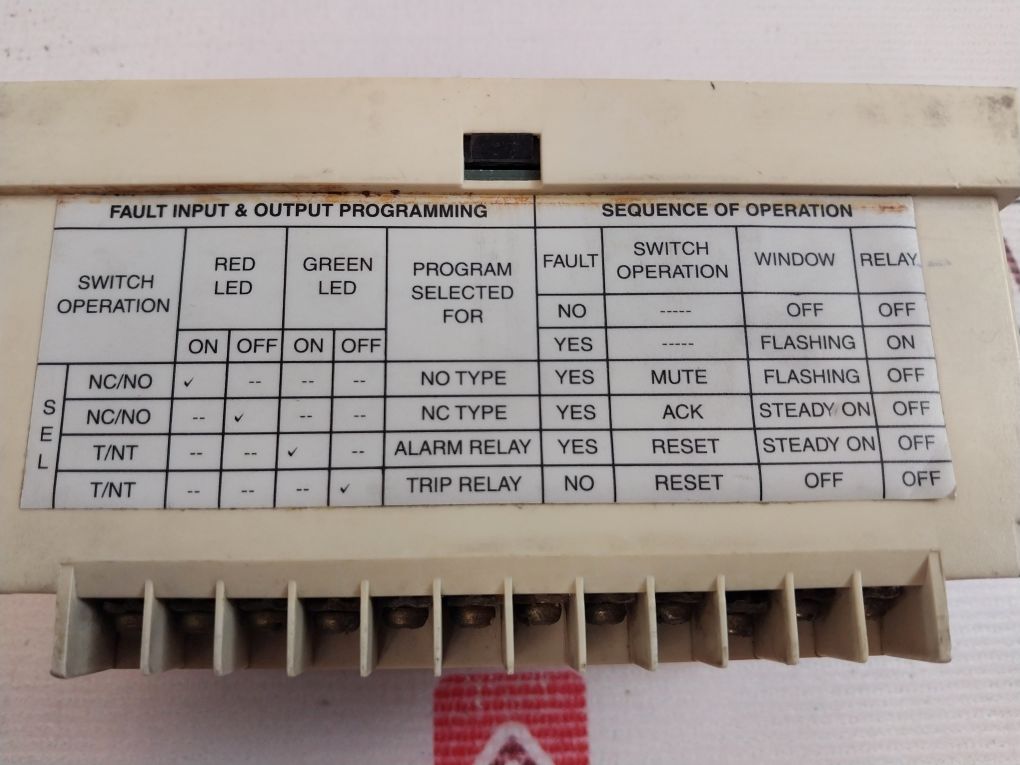 FAULT INPUT & OUTPUT PROGRAMMING SEQUENCE OF OPERATION
SWITCH OPERATION RED LED GREEN LED PROGRAM SELECTED FOR FAULT SWITCH OPERATION WINDOW RELAY
NO ----- OFF OFF
ON OFF ON OFF YES ----- FLASHING ON
SEL
NC/NO ✓ -- -- -- NO TYPE YES MUTE FLASHING OFF
NC/NO -- ✓ -- -- NC TYPE YES ACK STEADY ON OFF
T/NT -- -- ✓ -- ALARM RELAY YES RESET STEADY ON OFF
T/NT -- -- -- ✓ TRIP RELAY NO RESET OFF OFF